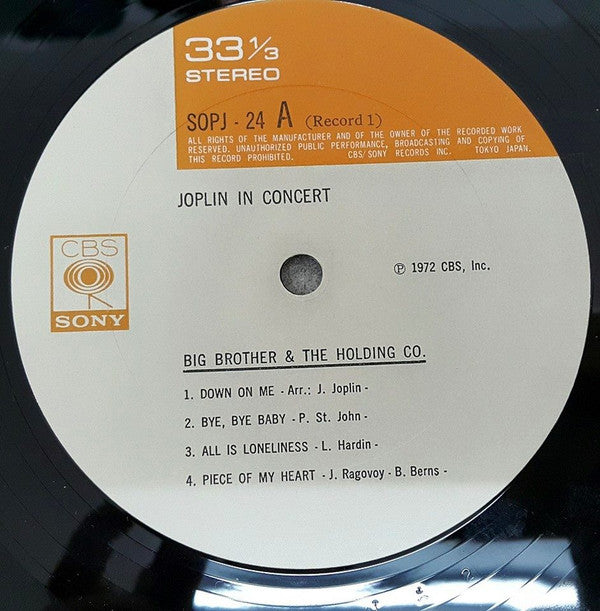 33 1/3
STEREO
SOPJ - 24 A (Record 1)
ALL RIGHTS OF THE MANUFACTURER AND OF THE OWNER OF THE RECORDED WORK
RESERVED. UNAUTHORIZED PUBLIC PERFORMANCE, BROADCASTING AND COPYING OF
THIS RECORD PROHIBITED. CBS/SONY RECORDS INC. TOKYO JAPAN.
JOPLIN IN CONCERT
CBS
SONY
℗ 1972 CBS, Inc.
BIG BROTHER & THE HOLDING CO.
1. DOWN ON ME - Arr.: J. Joplin -
2. BYE, BYE BABY - P. St. John -
3. ALL IS LONELINESS - L. Hardin -
4. PIECE OF MY HEART - J. Ragovoy - B. Berns -